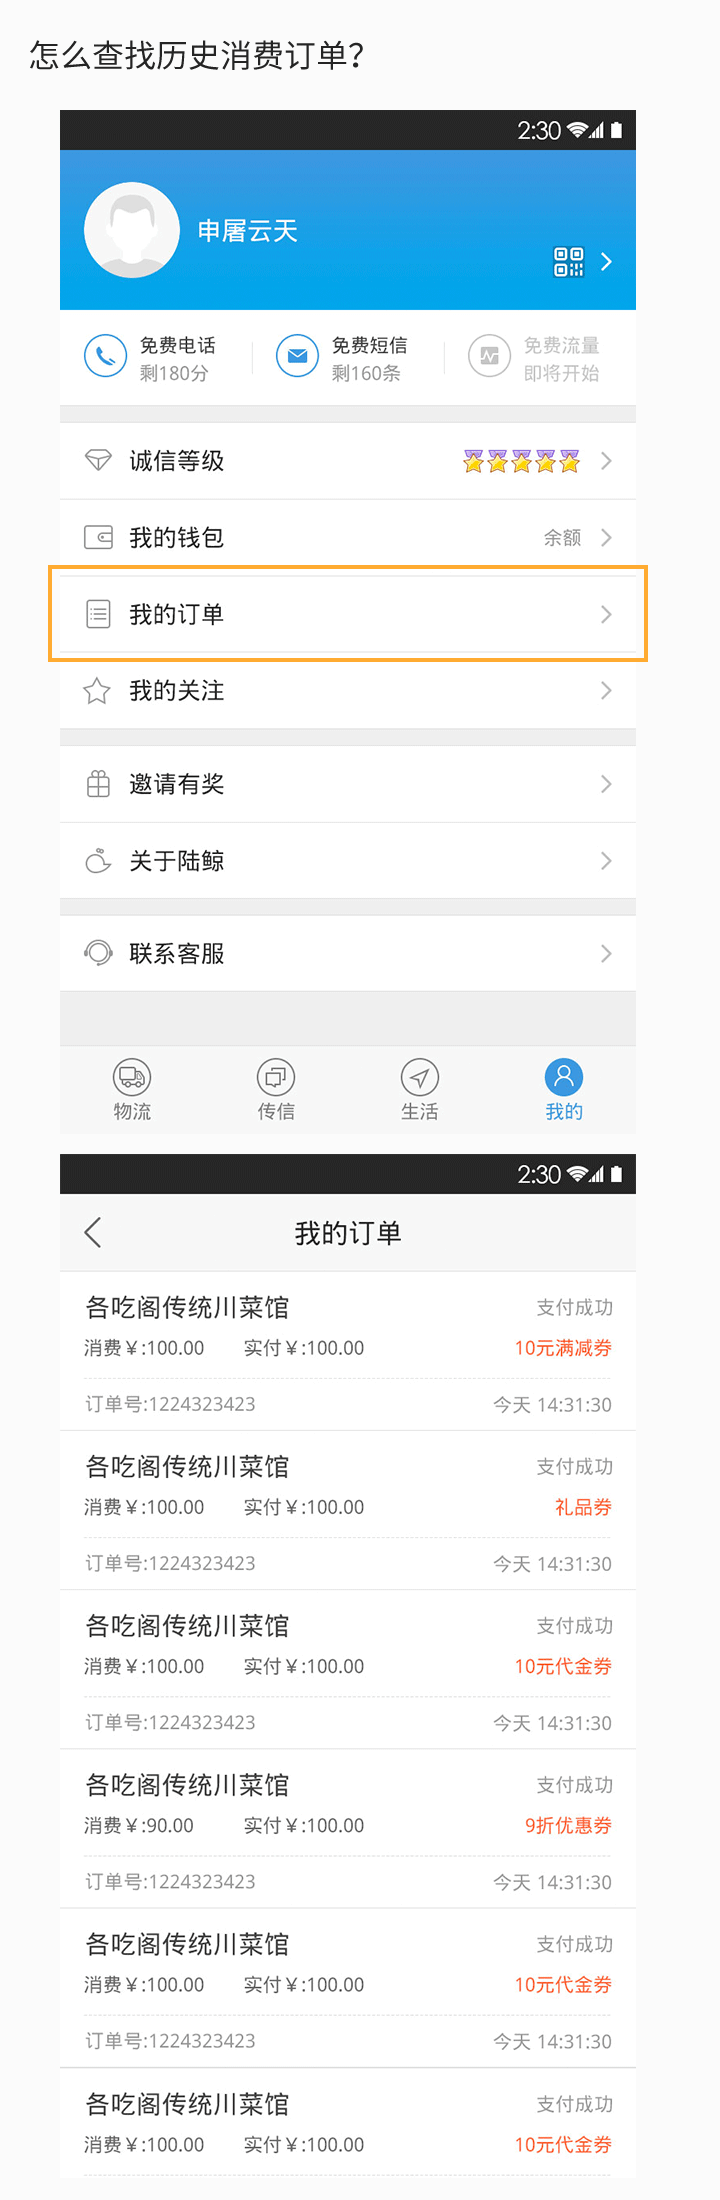 怎么查找历史消费订单?
2:30
申屠云天
免费电话 免费短信 免费流量
剩180分 剩160条 即将开始
诚信等级
我的钱包 余额
我的订单
我的关注
邀请有奖
关于陆鲸
联系客服
物流 传信 生活 我的
2:30
我的订单
各吃阁传统川菜馆 支付成功
消费￥:100.00 实付￥:100.00 10元满减券
订单号:1224323423 今天 14:31:30
各吃阁传统川菜馆 支付成功
消费￥:100.00 实付￥:100.00 礼品券
订单号:1224323423 今天 14:31:30
各吃阁传统川菜馆 支付成功
消费￥:100.00 实付￥:100.00 10元代金券
订单号:1224323423 今天 14:31:30
各吃阁传统川菜馆 支付成功
消费￥:90.00 实付￥:100.00 9折优惠券
订单号:1224323423 今天 14:31:30
各吃阁传统川菜馆 支付成功
消费￥:100.00 实付￥:100.00 10元代金券
订单号:1224323423 今天 14:31:30
各吃阁传统川菜馆 支付成功
消费￥:100.00 实付￥:100.00 10元代金券